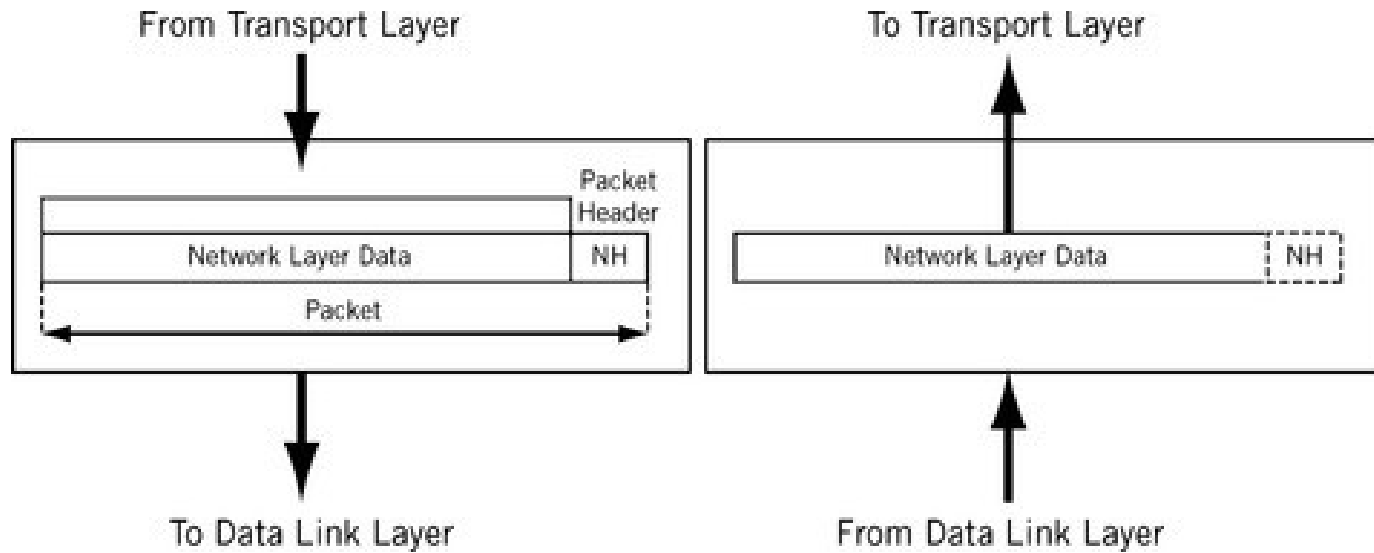 From Transport Layer
Packet
Header
Network Layer Data
NH
Packet
To Data Link Layer
To Transport Layer
Network Layer Data
NH
From Data Link Layer